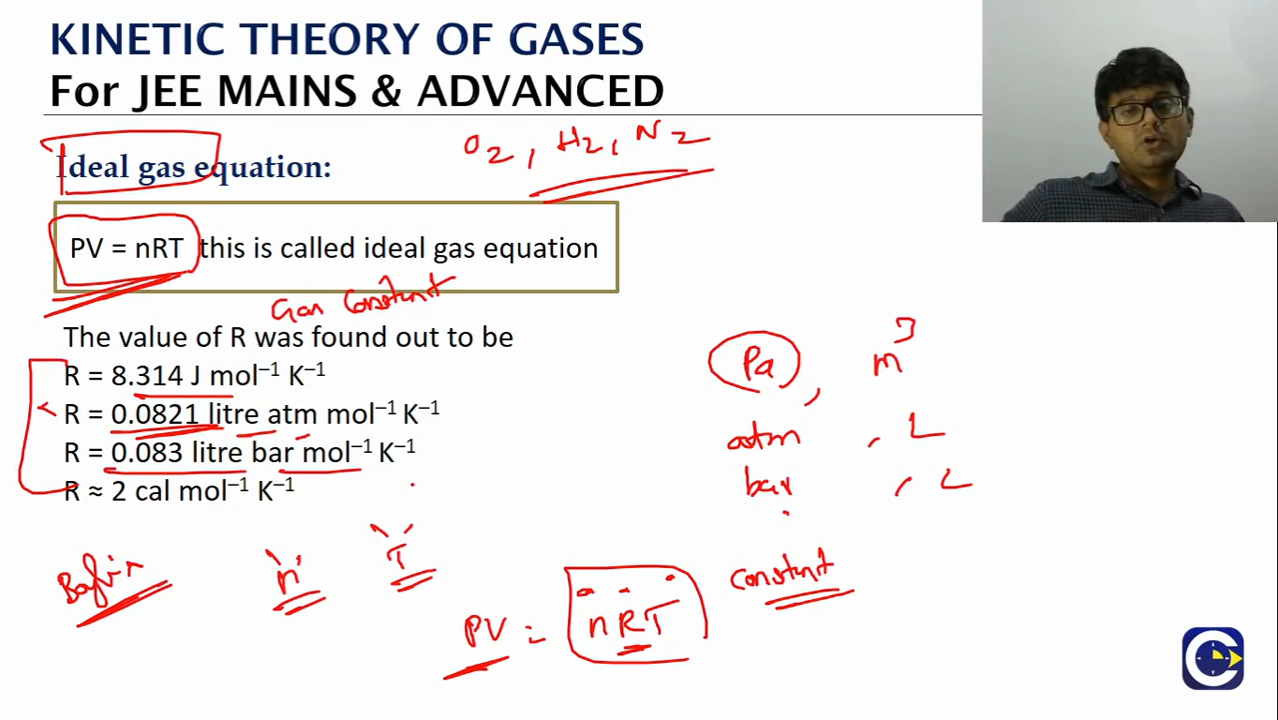 KINETIC THEORY OF GASES
For JEE MAINS & ADVANCED
O2, H2, N2
Ideal gas equation:
PV = nRT this is called ideal gas equation
Gas Constant
The value of R was found out to be
R = 8.314 J mol⁻¹ K⁻¹
R = 0.0821 litre atm mol⁻¹ K⁻¹
R = 0.083 litre bar mol⁻¹ K⁻¹
R ≈ 2 cal mol⁻¹ K⁻¹
Pa, m³
atm, L
bar, L
n T
constant
PV = nRT